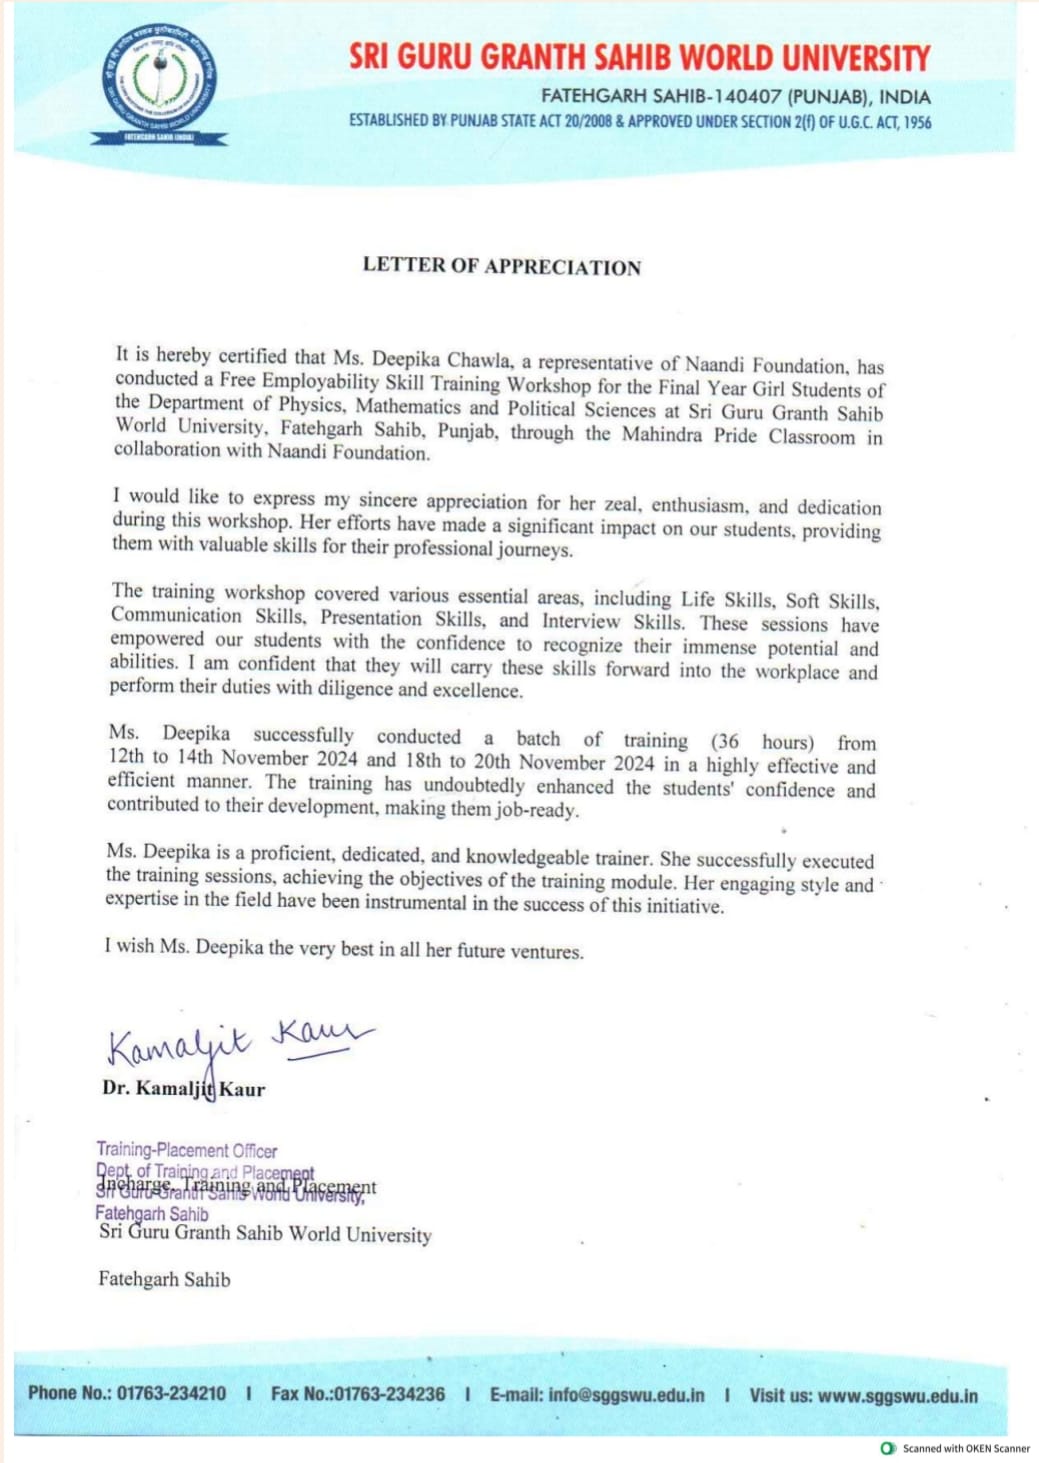 SRI GURU GRANTH SAHIB WORLD UNIVERSITY
FATEHGARH SAHIB-140407 (PUNJAB), INDIA
ESTABLISHED BY PUNJAB STATE ACT 20/2008 & APPROVED UNDER SECTION 2(f) OF U.G.C. ACT, 1956
FATEHGARH SAHIB (INDIA)
LETTER OF APPRECIATION
It is hereby certified that Ms. Deepika Chawla, a representative of Naandi Foundation, has
conducted a Free Employability Skill Training Workshop for the Final Year Girl Students of
the Department of Physics, Mathematics and Political Sciences at Sri Guru Granth Sahib
World University, Fatehgarh Sahib, Punjab, through the Mahindra Pride Classroom in
collaboration with Naandi Foundation.
I would like to express my sincere appreciation for her zeal, enthusiasm, and dedication
during this workshop. Her efforts have made a significant impact on our students, providing
them with valuable skills for their professional journeys.
The training workshop covered various essential areas, including Life Skills, Soft Skills,
Communication Skills, Presentation Skills, and Interview Skills. These sessions have
empowered our students with the confidence to recognize their immense potential and
abilities. I am confident that they will carry these skills forward into the workplace and
perform their duties with diligence and excellence.
Ms. Deepika successfully conducted a batch of training (36 hours) from
12th to 14th November 2024 and 18th to 20th November 2024 in a highly effective and
efficient manner. The training has undoubtedly enhanced the students' confidence and
contributed to their development, making them job-ready.
Ms. Deepika is a proficient, dedicated, and knowledgeable trainer. She successfully executed
the training sessions, achieving the objectives of the training module. Her engaging style and
expertise in the field have been instrumental in the success of this initiative.
I wish Ms. Deepika the very best in all her future ventures.
Kamaljit Kaur
Dr. Kamaljit Kaur
Training-Placement Officer
Dept. of Training and Placement
Incharge, Training and Placement
Sri Guru Granth Sahib World University,
Fatehgarh Sahib
Sri Guru Granth Sahib World University
Fatehgarh Sahib
Phone No.: 01763-234210 I Fax No.:01763-234236 I E-mail: info@sggswu.edu.in I Visit us: www.sggswu.edu.in
Scanned with OKEN Scanner